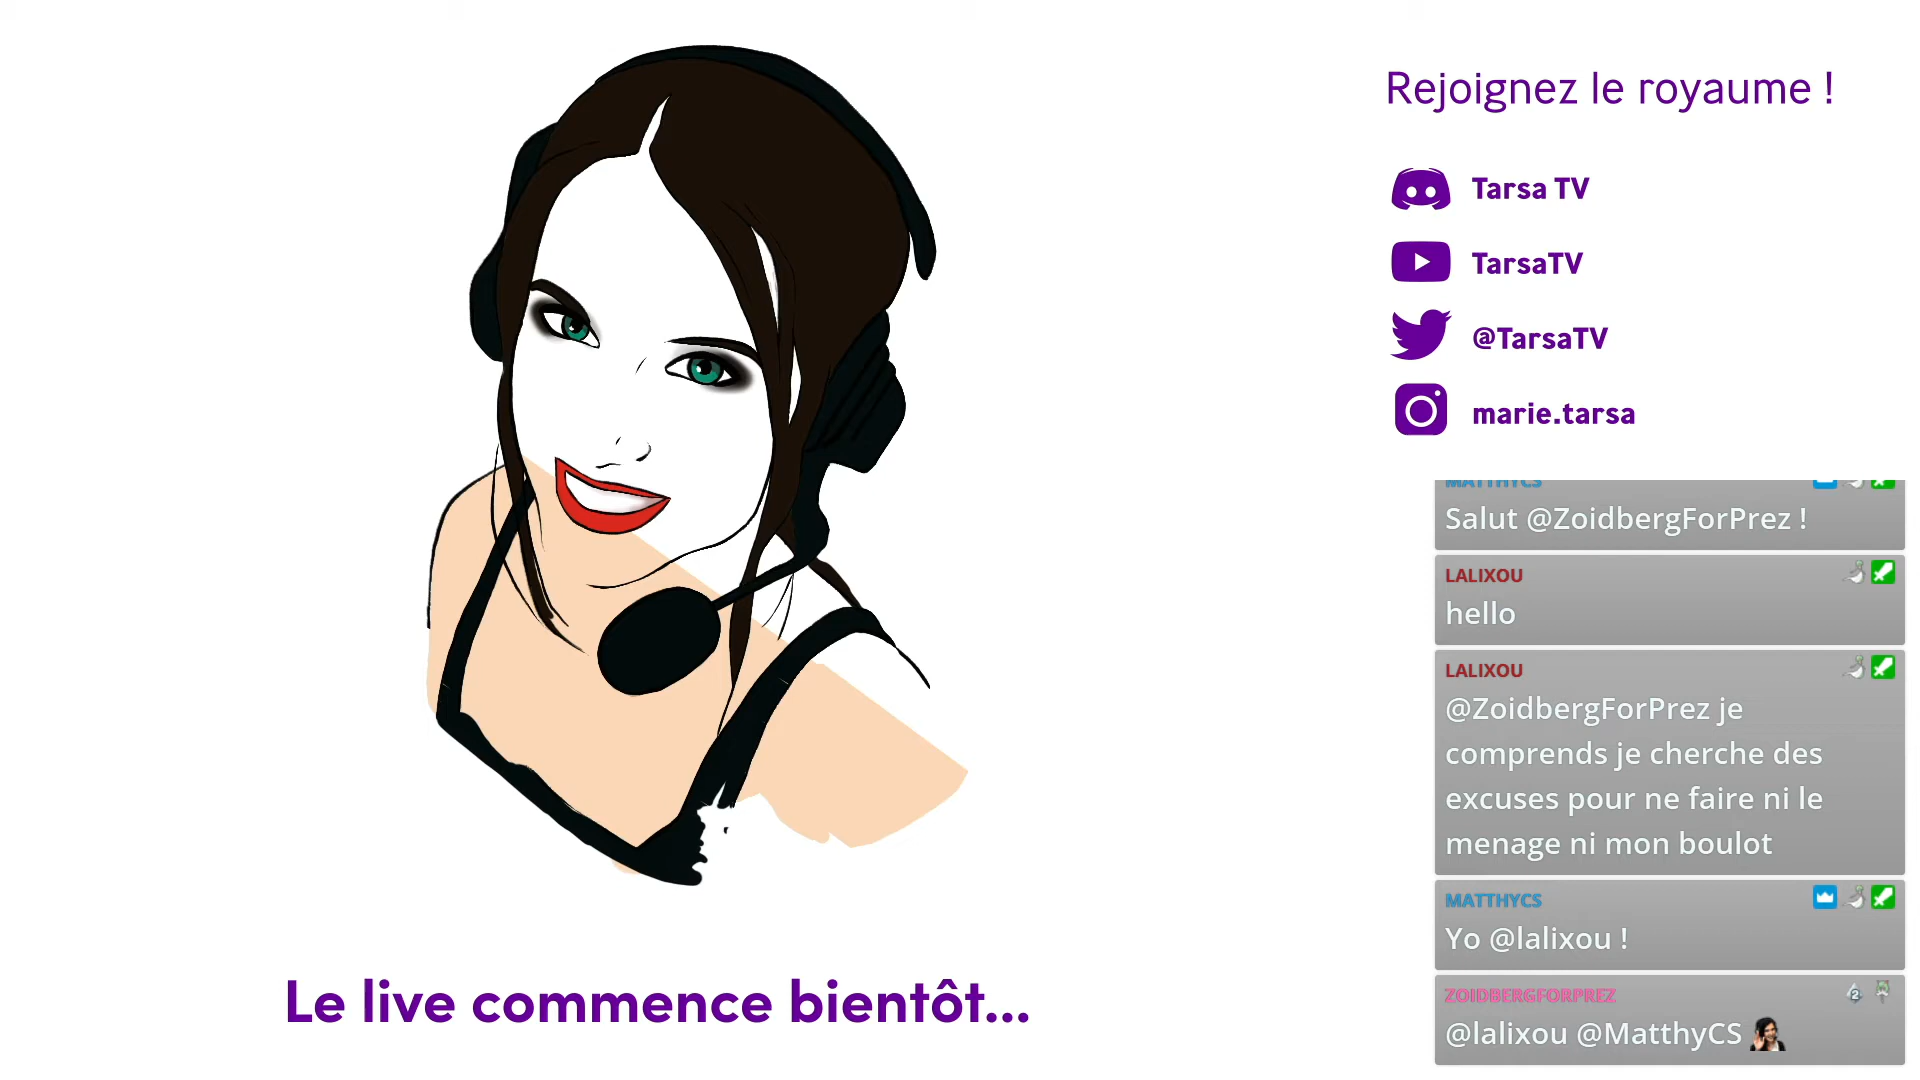 Rejoignez le royaume !
Tarsa TV
TarsaTV
@TarsaTV
marie.tarsa
MATTHYCS
Salut @ZoidbergForPrez !
LALIXOU
hello
LALIXOU
@ZoidbergForPrez je
comprends je cherche des
excuses pour ne faire ni le
menage ni mon boulot
MATTHYCS
Yo @lalixou !
ZOIDBERGFORPREZ
2
@lalixou @MatthyCS
Le live commence bientôt...